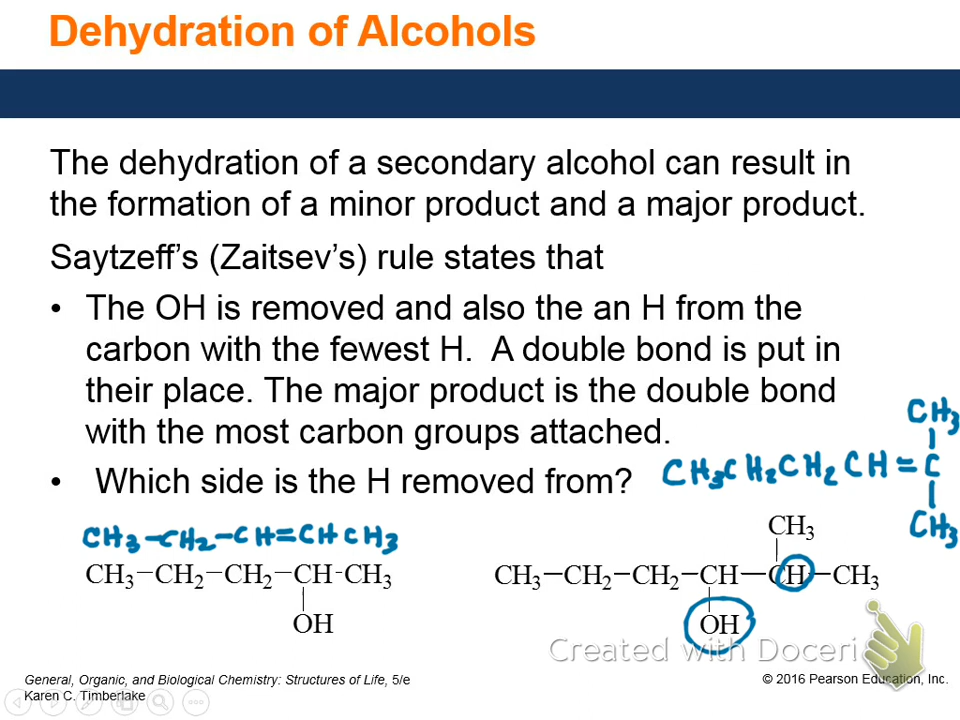 Dehydration of Alcohols
The dehydration of a secondary alcohol can result in
the formation of a minor product and a major product.
Saytzeff's (Zaitsev's) rule states that
• The OH is removed and also the an H from the
carbon with the fewest H. A double bond is put in
their place. The major product is the double bond
with the most carbon groups attached.
CH3
• Which side is the H removed from?
CH3CH2CH2CH=C
CH3
CH3-CH2-CH=CHCH3
CH3
CH3-CH2-CH2-CH-CH3
CH3-CH2-CH2-CH-CH-CH3
OH
OH
Created with Doceri
General, Organic, and Biological Chemistry: Structures of Life, 5/e
Karen C. Timberlake
© 2016 Pearson Education, Inc.